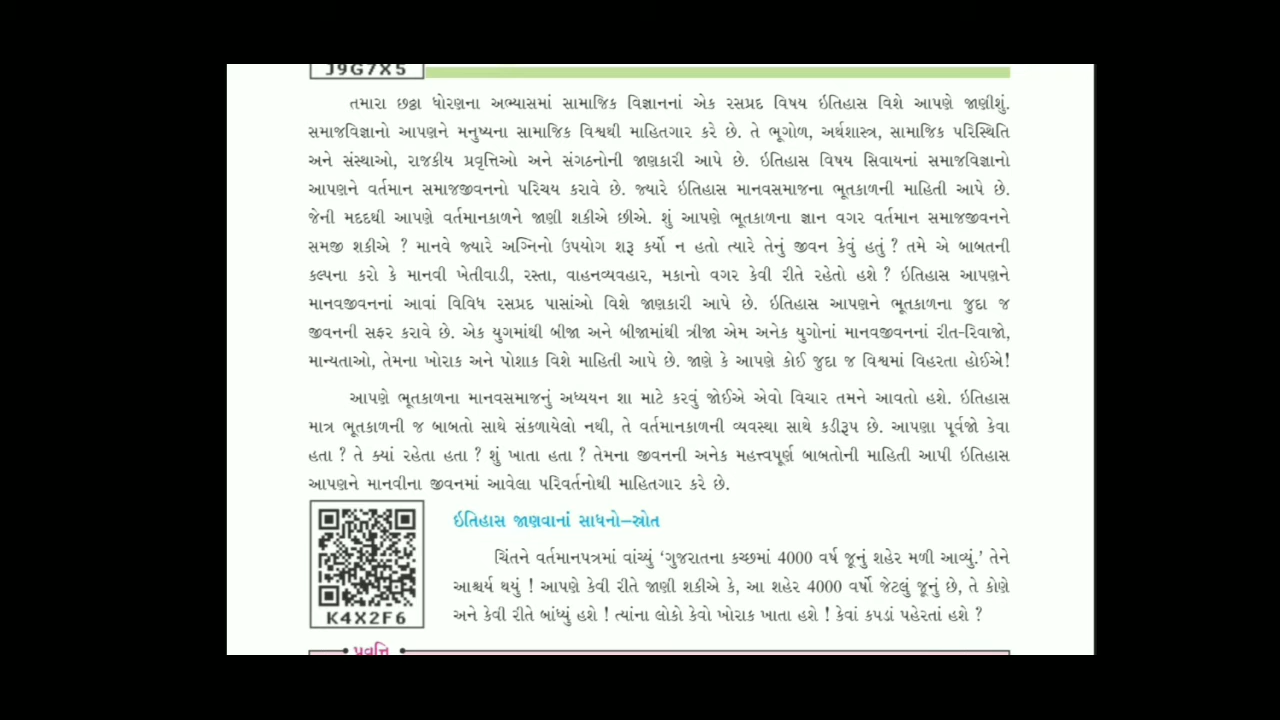 J9G7X5
તમારા છઠ્ઠા ધોરણના અભ્યાસમાં સામાજિક વિજ્ઞાનનાં એક રસપ્રદ વિષય ઇતિહાસ વિશે આપણે જાણીશું.
સમાજવિજ્ઞાનો આપણને મનુષ્યના સામાજિક વિશ્વથી માહિતગાર કરે છે. તે ભૂગોળ, અર્થશાસ્ત્ર, સામાજિક પરિસ્થિતિ
અને સંસ્થાઓ, રાજકીય પ્રવૃત્તિઓ અને સંગઠનોની જાણકારી આપે છે. ઇતિહાસ વિષય સિવાયનાં સમાજવિજ્ઞાનો
આપણને વર્તમાન સમાજજીવનનો પરિચય કરાવે છે. જ્યારે ઇતિહાસ માનવસમાજના ભૂતકાળની માહિતી આપે છે.
જેની મદદથી આપણે વર્તમાનકાળને જાણી શકીએ છીએ. શું આપણે ભૂતકાળના જ્ઞાન વગર વર્તમાન સમાજજીવનને
સમજી શકીએ ? માનવે જ્યારે અગ્નિનો ઉપયોગ શરૂ કર્યો ન હતો ત્યારે તેનું જીવન કેવું હતું ? તમે એ બાબતની
કલ્પના કરો કે માનવી ખેતીવાડી, રસ્તા, વાહનવ્યવહાર, મકાનો વગર કેવી રીતે રહેતો હશે ? ઇતિહાસ આપણને
માનવજીવનનાં આવાં વિવિધ રસપ્રદ પાસાંઓ વિશે જાણકારી આપે છે. ઇતિહાસ આપણને ભૂતકાળના જુદા જ
જીવનની સફર કરાવે છે. એક યુગમાંથી બીજા અને બીજામાંથી ત્રીજા એમ અનેક યુગોનાં માનવજીવનનાં રીત-રિવાજો,
માન્યતાઓ, તેમના ખોરાક અને પોશાક વિશે માહિતી આપે છે. જાણે કે આપણે કોઈ જુદા જ વિશ્વમાં વિહરતા હોઈએ!
આપણે ભૂતકાળના માનવસમાજનું અધ્યયન શા માટે કરવું જોઈએ એવો વિચાર તમને આવતો હશે. ઇતિહાસ
માત્ર ભૂતકાળની જ બાબતો સાથે સંકળાયેલો નથી, તે વર્તમાનકાળની વ્યવસ્થા સાથે કડીરૂપ છે. આપણા પૂર્વજો કેવા
હતા ? તે ક્યાં રહેતા હતા ? શું ખાતા હતા ? તેમના જીવનની અનેક મહત્ત્વપૂર્ણ બાબતોની માહિતી આપી ઇતિહાસ
આપણને માનવીના જીવનમાં આવેલા પરિવર્તનોથી માહિતગાર કરે છે.
ઇતિહાસ જાણવાનાં સાધનો–સ્રોત
ચિંતને વર્તમાનપત્રમાં વાંચ્યું ‘ગુજરાતના કચ્છમાં 4000 વર્ષ જૂનું શહેર મળી આવ્યું.’ તેને
આશ્ચર્ય થયું ! આપણે કેવી રીતે જાણી શકીએ કે, આ શહેર 4000 વર્ષો જેટલું જૂનું છે, તે કોણે
અને કેવી રીતે બાંધ્યું હશે ! ત્યાંના લોકો કેવો ખોરાક ખાતા હશે ! કેવાં કપડાં પહેરતાં હશે ?
K4X2F6
પ્રવૃત્તિ